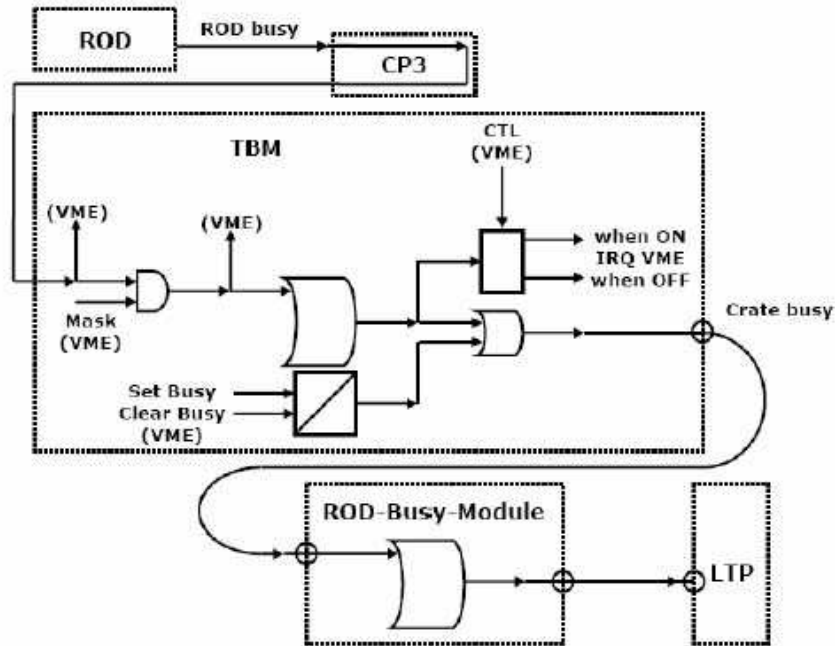 ROD
ROD busy
CP3
TBM
CTL
(VME)
(VME)
(VME)
when ON
IRQ VME
when OFF
Mask
(VME)
Crate busy
Set Busy
Clear Busy
(VME)
ROD-Busy-Module
LTP